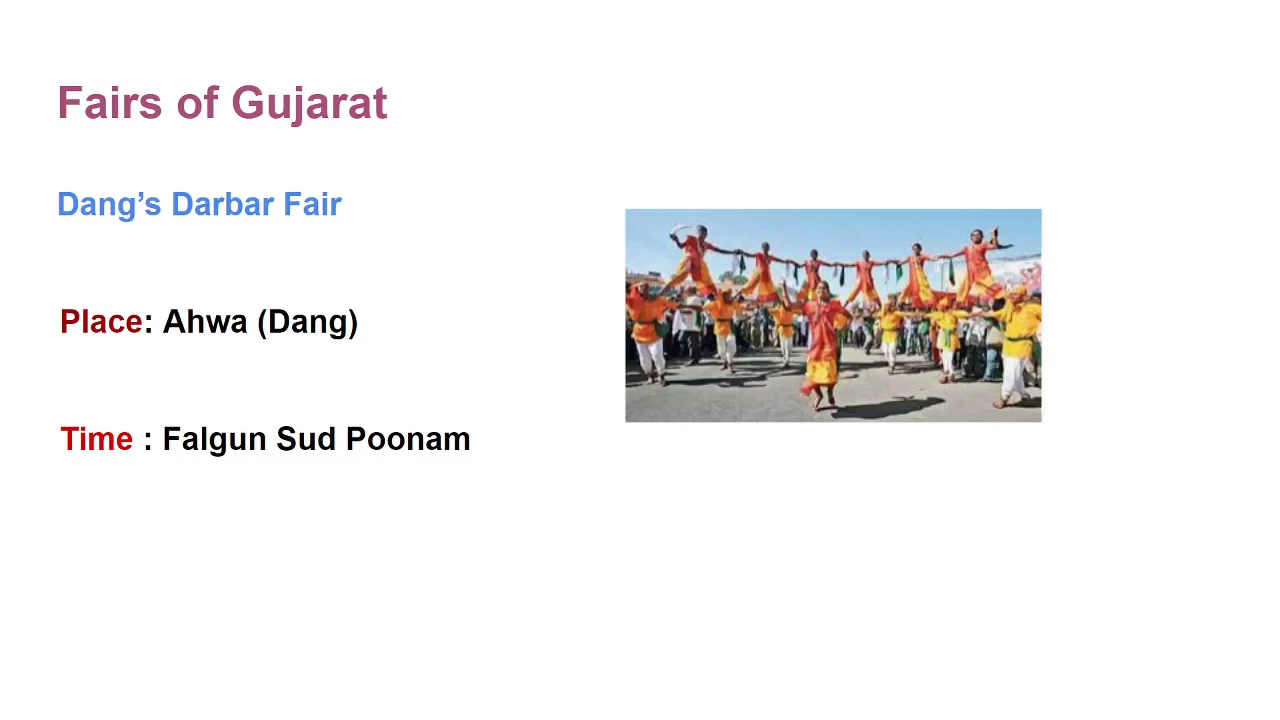 Fairs of Gujarat
Dang’s Darbar Fair
Place: Ahwa (Dang)
Time : Falgun Sud Poonam